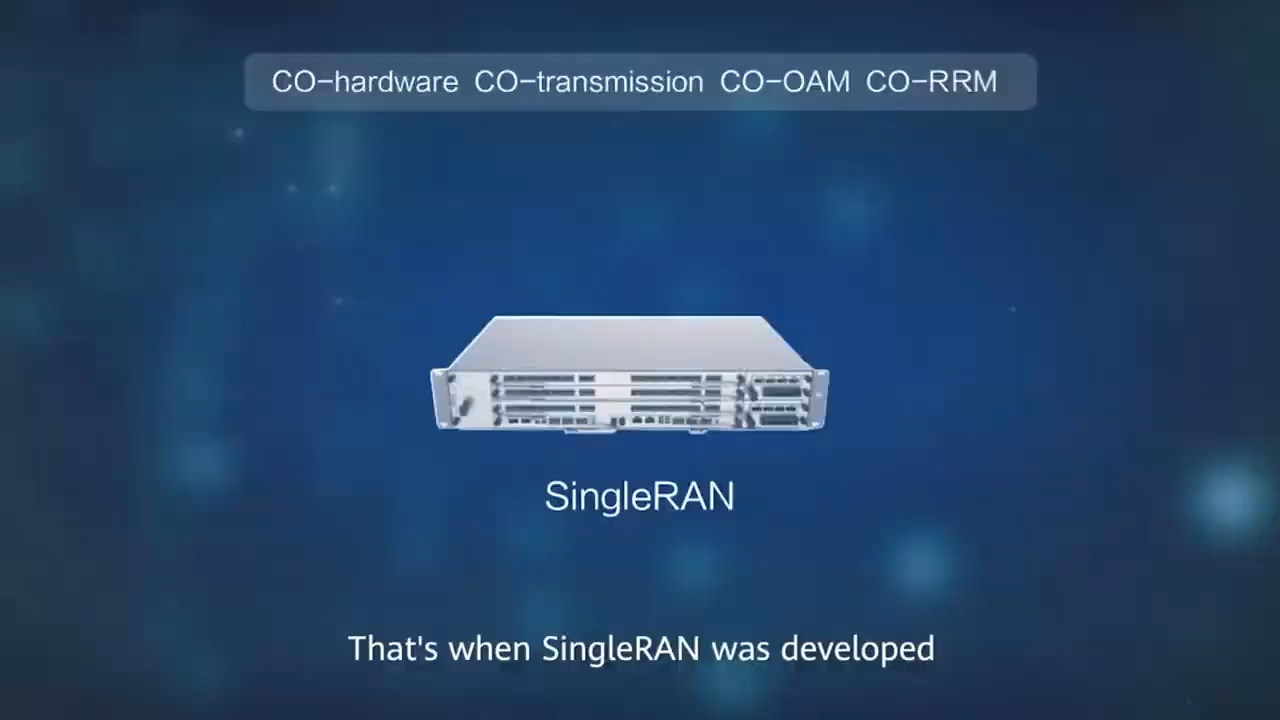 CO-hardware CO-transmission CO-OAM CO-RRM
SingleRAN
That's when SingleRAN was developed